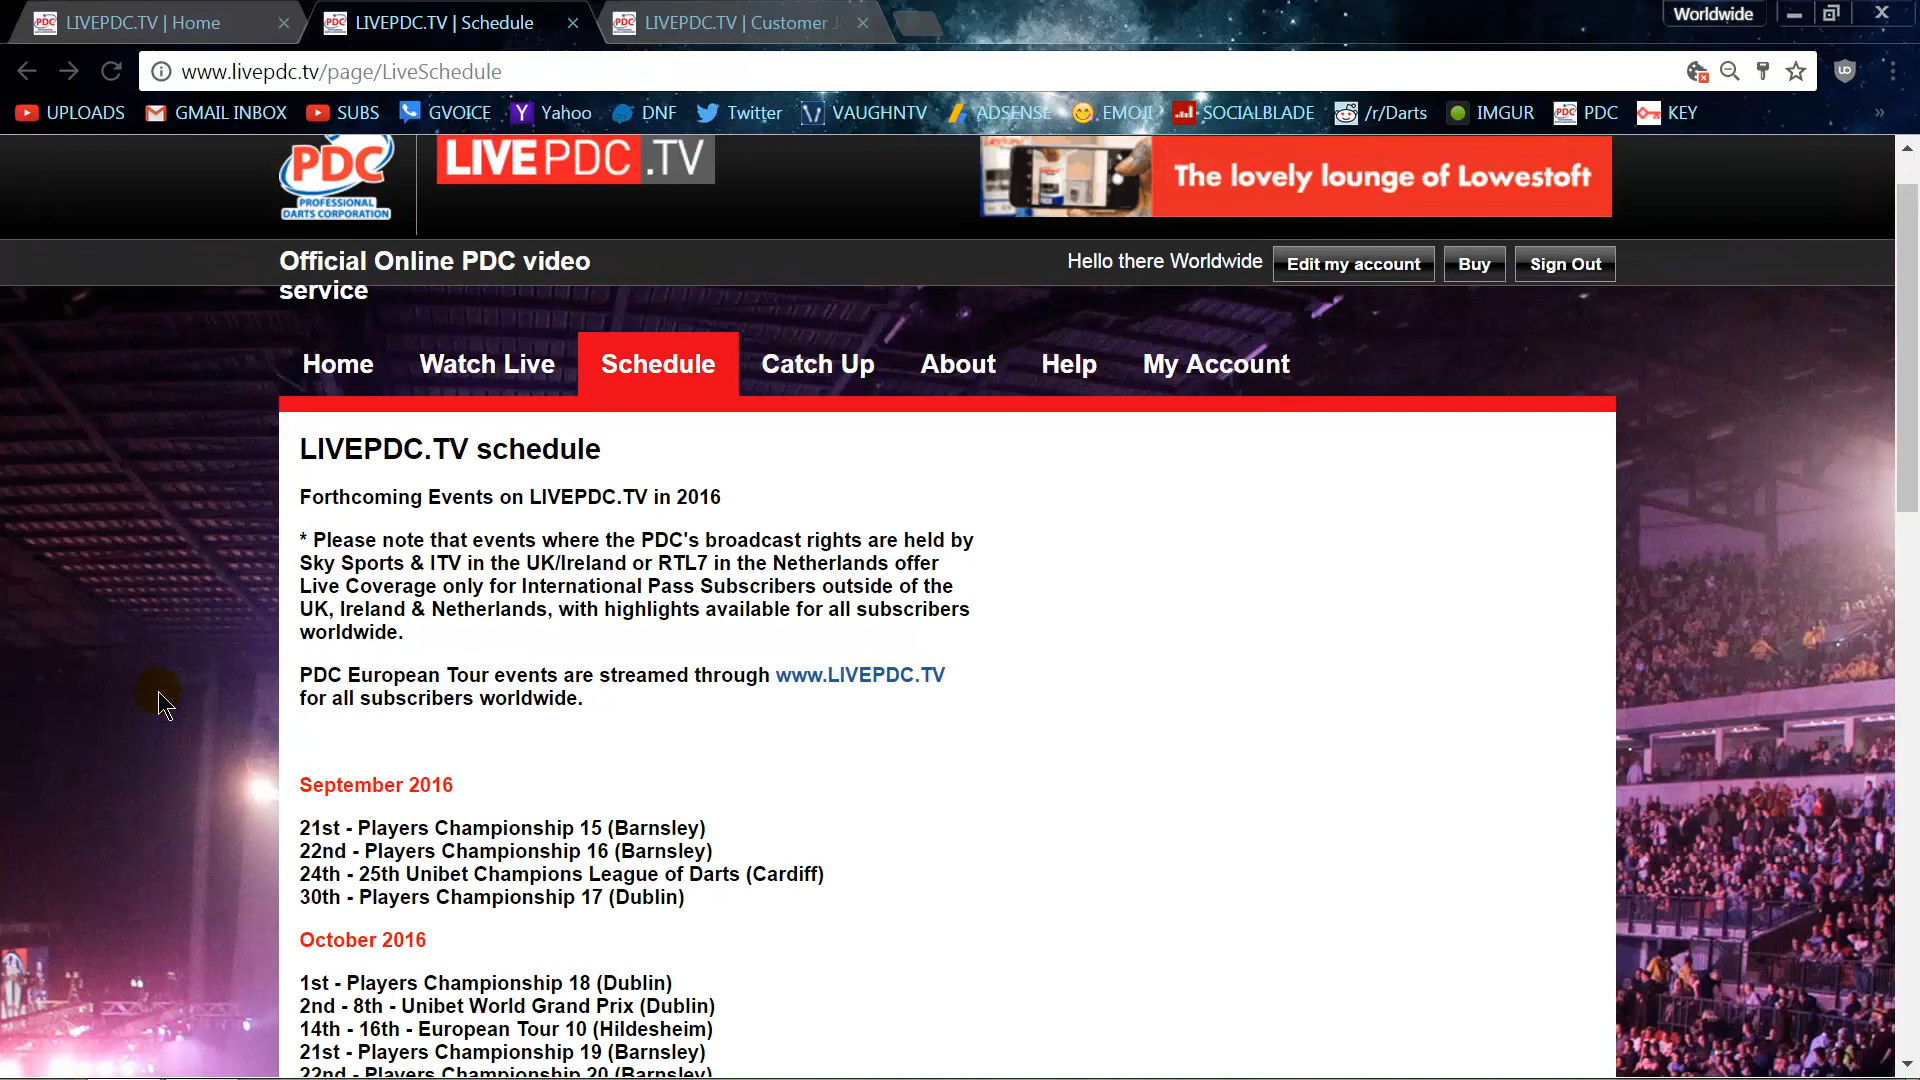 LIVEPDC.TV | Home
LIVEPDC.TV | Schedule
LIVEPDC.TV | Customer
Worldwide
www.livepdc.tv/page/LiveSchedule
UPLOADS
GMAIL INBOX
SUBS
GVOICE
Yahoo
DNF
Twitter
VAUGHNTV
ADSENSE
EMOJI
SOCIALBLADE
/r/Darts
IMGUR
PDC
KEY
PDC
PROFESSIONAL
DARTS CORPORATION
LIVEPDC.TV
The lovely lounge of Lowestoft
Official Online PDC video
service
Hello there Worldwide
Edit my account
Buy
Sign Out
Home
Watch Live
Schedule
Catch Up
About
Help
My Account
LIVEPDC.TV schedule
Forthcoming Events on LIVEPDC.TV in 2016
* Please note that events where the PDC's broadcast rights are held by
Sky Sports & ITV in the UK/Ireland or RTL7 in the Netherlands offer
Live Coverage only for International Pass Subscribers outside of the
UK, Ireland & Netherlands, with highlights available for all subscribers
worldwide.
PDC European Tour events are streamed through www.LIVEPDC.TV
for all subscribers worldwide.
September 2016
21st - Players Championship 15 (Barnsley)
22nd - Players Championship 16 (Barnsley)
24th - 25th Unibet Champions League of Darts (Cardiff)
30th - Players Championship 17 (Dublin)
October 2016
1st - Players Championship 18 (Dublin)
2nd - 8th - Unibet World Grand Prix (Dublin)
14th - 16th - European Tour 10 (Hildesheim)
21st - Players Championship 19 (Barnsley)
22nd - Players Championship 20 (Barnsley)